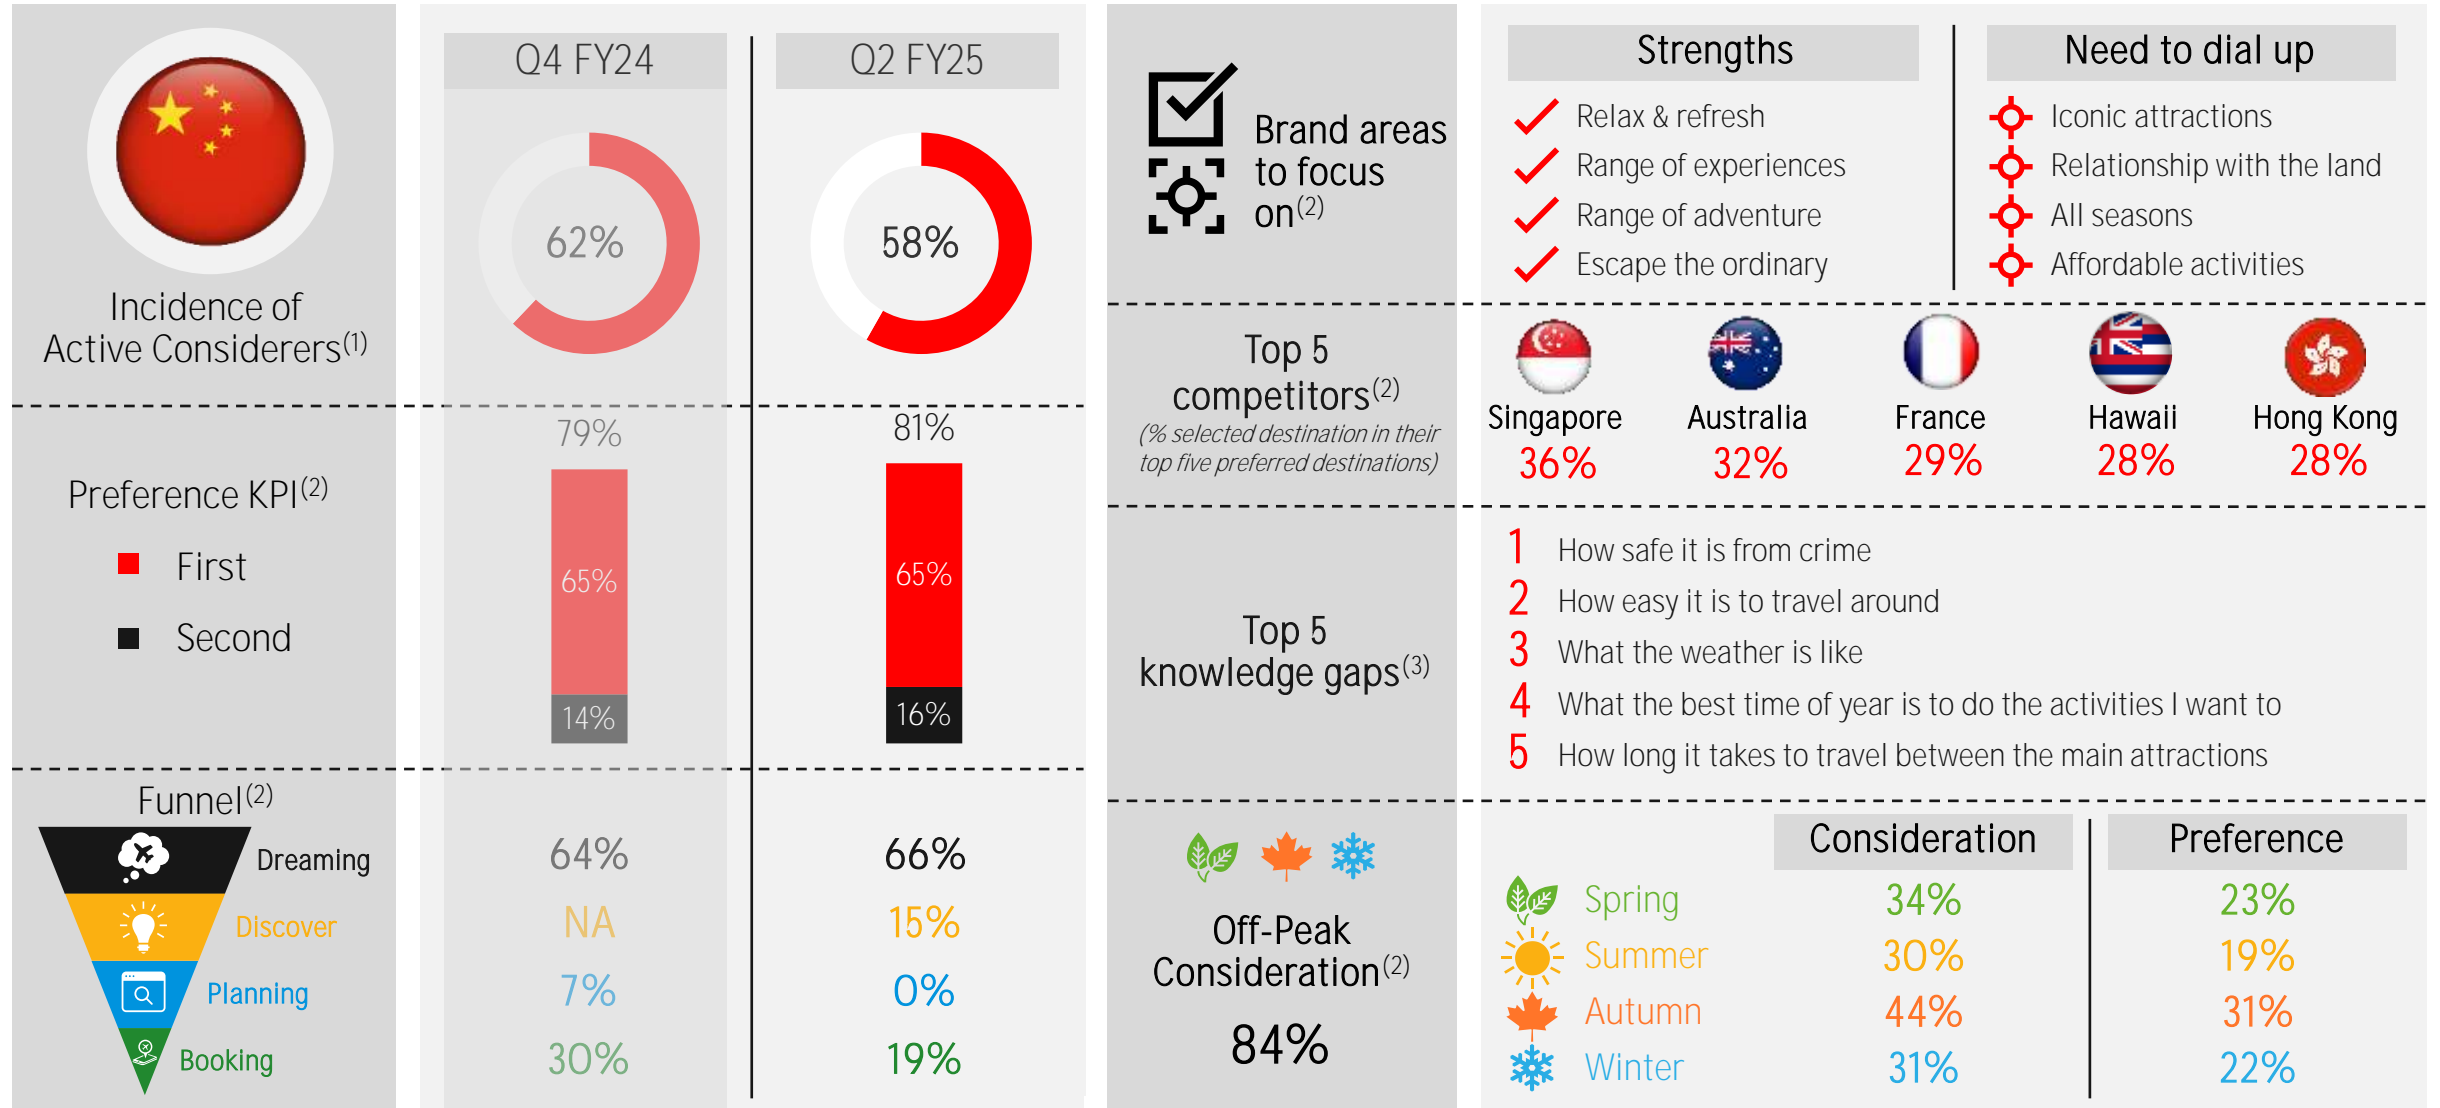 Q4 FY24
Q2 FY25
62%
58%
Incidence of
Active Considerers(1)
79%
81%
Preference KPI(2)
First
Second
65%
65%
14%
16%
Funnel(2)
Dreaming
64%
66%
Discover
NA
15%
Planning
7%
0%
Booking
30%
19%
Brand areas
to focus
on(2)
Strengths
Relax & refresh
Range of experiences
Range of adventure
Escape the ordinary
Need to dial up
Iconic attractions
Relationship with the land
All seasons
Affordable activities
Top 5
competitors(2)
(% selected destination in their
top five preferred destinations)
Singapore
Australia
France
Hawaii
Hong Kong
36%
32%
29%
28%
28%
Top 5
knowledge gaps(3)
1 How safe it is from crime
2 How easy it is to travel around
3 What the weather is like
4 What the best time of year is to do the activities I want to
5 How long it takes to travel between the main attractions
Off-Peak
Consideration(2)
84%
Consideration
Preference
Spring 34% 23%
Summer 30% 19%
Autumn 44% 31%
Winter 31% 22%